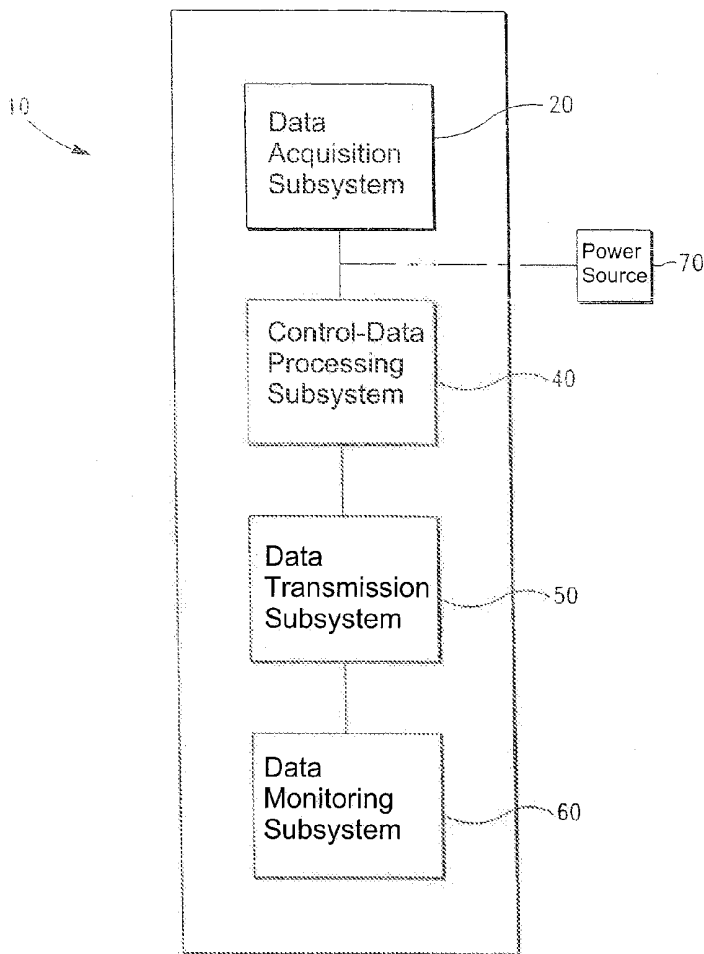 10
20
Data
Acquisition
Subsystem
Power
Source
70
Control-Data
Processing
Subsystem
40
Data
Transmission
Subsystem
50
Data
Monitoring
Subsystem
60